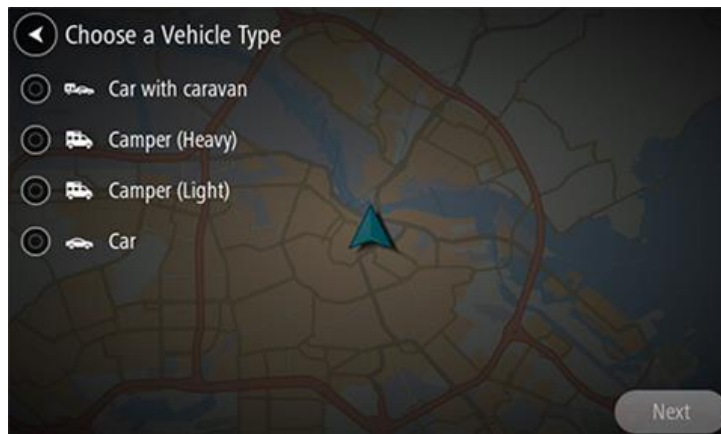 Choose a Vehicle Type
Car with caravan
Camper (Heavy)
Camper (Light)
Car
Next